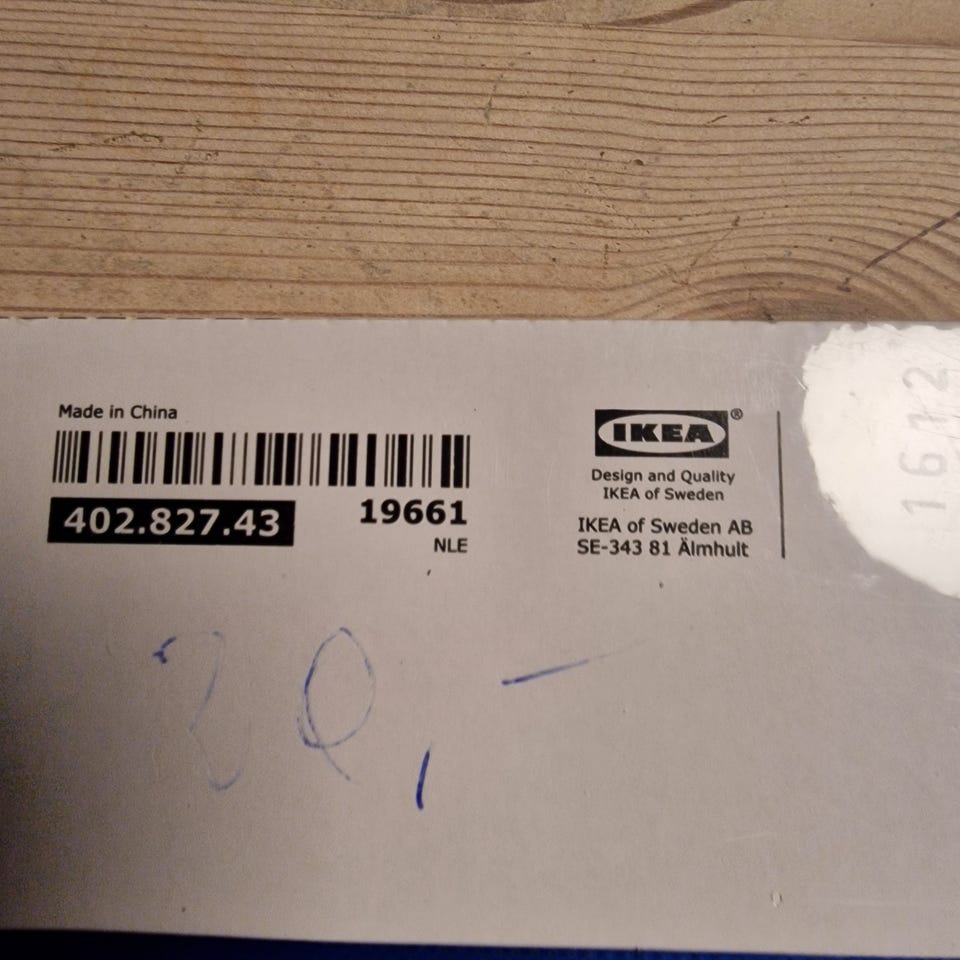 Made in China
402.827.43
19661
NLE
IKEA®
Design and Quality
IKEA of Sweden
IKEA of Sweden AB
SE-343 81 Älmhult
1612
20,-